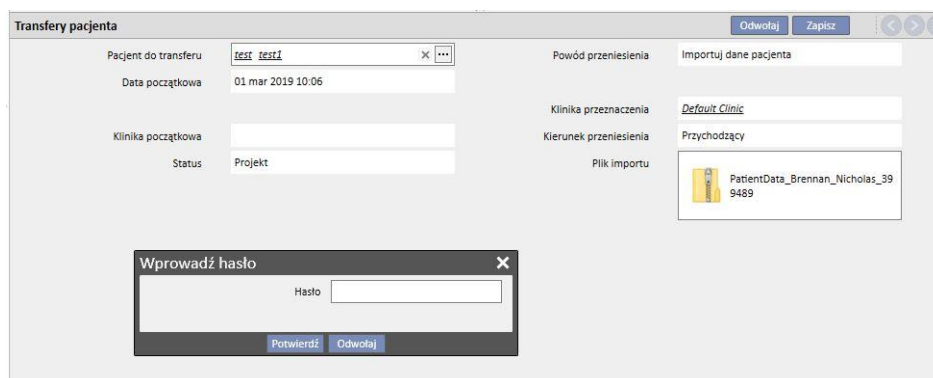 Transfery pacjenta
Odwołaj Zapisz
Pacjent do transferu test test1
Powód przeniesienia Importuj dane pacjenta
Data początkowa 01 mar 2019 10:06
Klinika przeznaczenia Default Clinic
Klinika początkowa
Kierunek przeniesienia Przychodzący
Status Projekt
Plik importu
PatientData_Brennan_Nicholas_39
9489
Wprowadź hasło
Hasło
Potwierdź Odwołaj